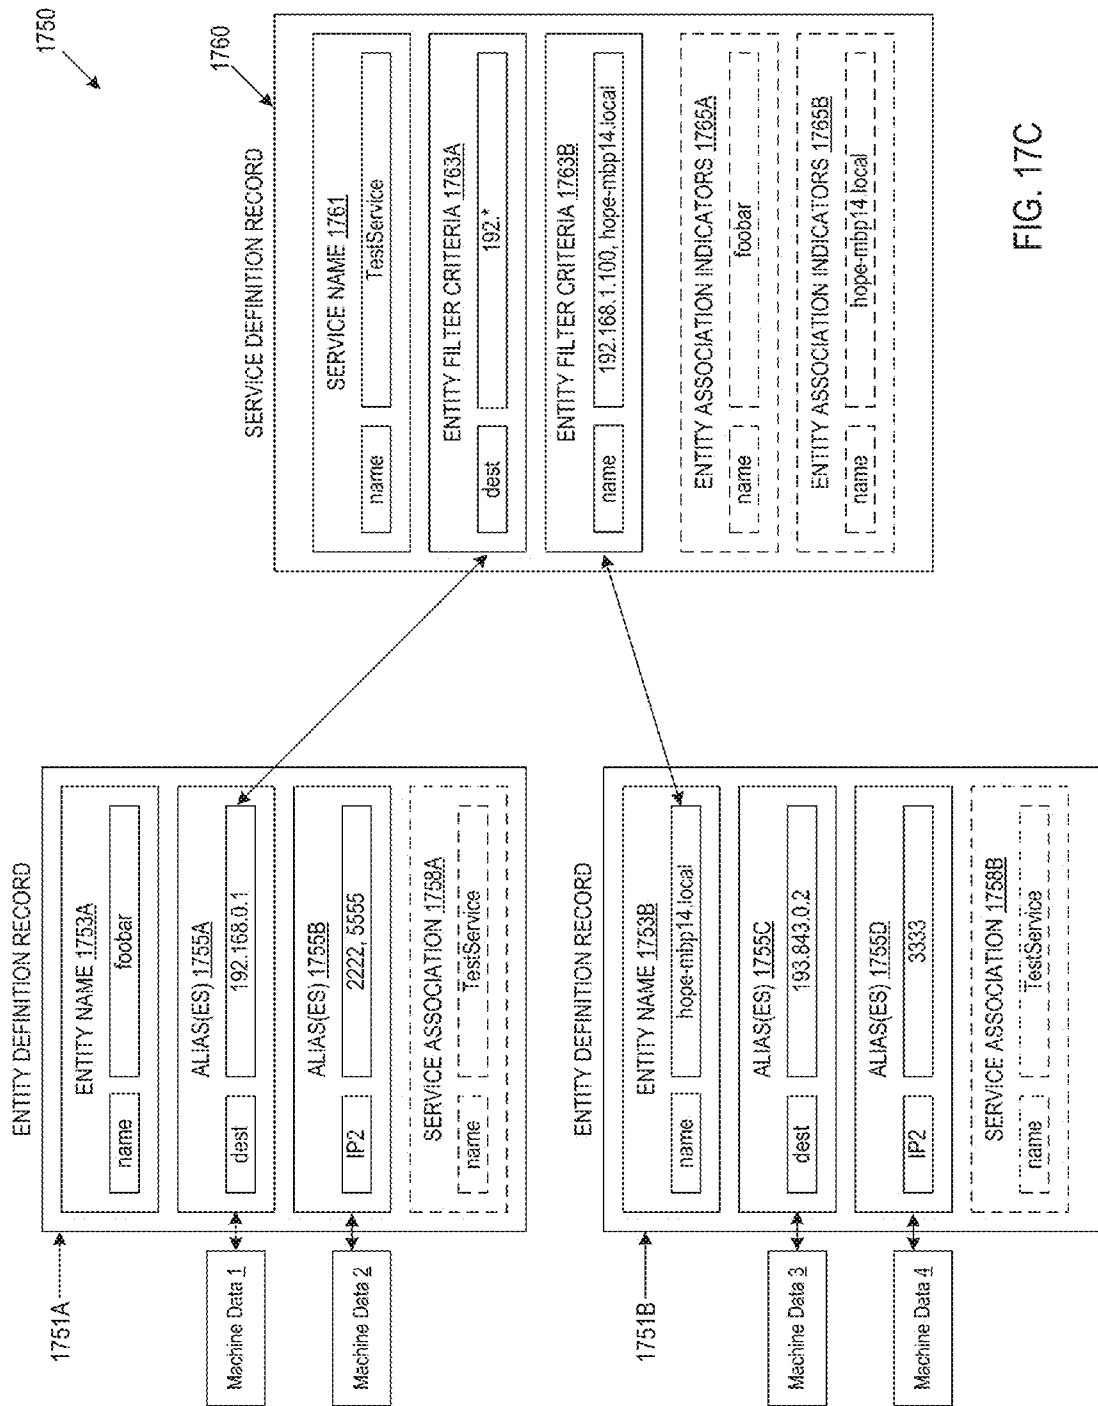 1750
ENTITY DEFINITION RECORD
1751A
ENTITY NAME 1753A
name
foobar
ALIAS(ES) 1755A
dest
192.168.0.1
ALIAS(ES) 1755B
IP2
2222, 5555
SERVICE ASSOCIATION 1758A
name
TestService
Machine Data 1
Machine Data 2
ENTITY DEFINITION RECORD
1751B
ENTITY NAME 1753B
name
hope-mbp14.local
ALIAS(ES) 1755C
dest
193.843.0.2
ALIAS(ES) 1755D
IP2
3333
SERVICE ASSOCIATION 1758B
name
TestService
Machine Data 3
Machine Data 4
SERVICE DEFINITION RECORD
1760
SERVICE NAME 1761
name
TestService
ENTITY FILTER CRITERIA 1763A
dest
192.*
ENTITY FILTER CRITERIA 1763B
name
192.168.1.100, hope-mbp14.local
ENTITY ASSOCIATION INDICATORS 1765A
name
foobar
ENTITY ASSOCIATION INDICATORS 1765B
name
hope-mbp14.local
FIG. 17C